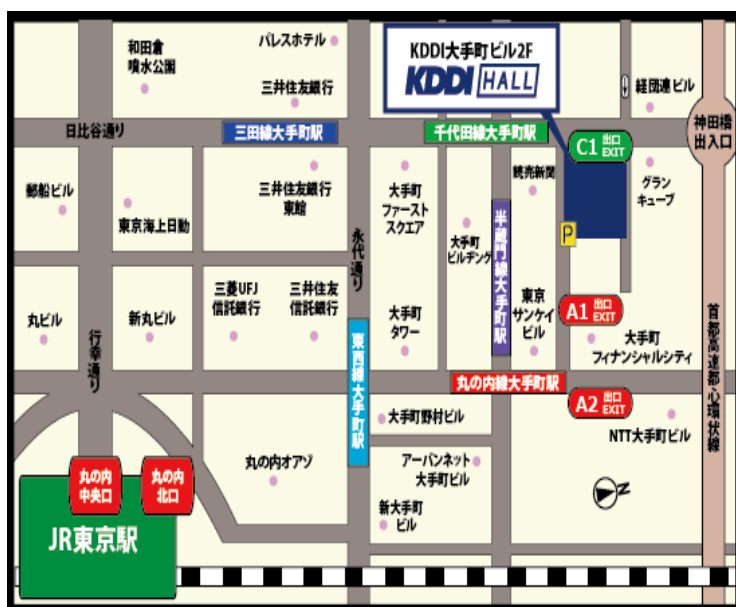 和田倉
噴水公園
パレスホテル
三井住友銀行
KDDI大手町ビル2F
KDDI HALL
経団連ビル
神田橋
出入口
日比谷通り
三田線大手町駅
千代田線大手町駅
C1 出口
EXIT
郵船ビル
東京海上日動
三井住友銀行
東館
大手町
ファースト
スクエア
読売新聞
グラン
キューブ
永代通り
大手町
ビルヂング
半蔵門線大手町駅
P
丸ビル
新丸ビル
三菱UFJ
信託銀行
三井住友
信託銀行
大手町
タワー
東京
サンケイ
ビル
A1 出口
EXIT
大手町
フィナンシャルシティ
首都高速都心環状線
行幸通り
東西線大手町駅
丸の内線大手町駅
A2 出口
EXIT
大手町野村ビル
NTT大手町ビル
丸の内オアゾ
アーバンネット
大手町ビル
丸の内
中央口
丸の内
北口
新大手町
ビル
N
JR東京駅